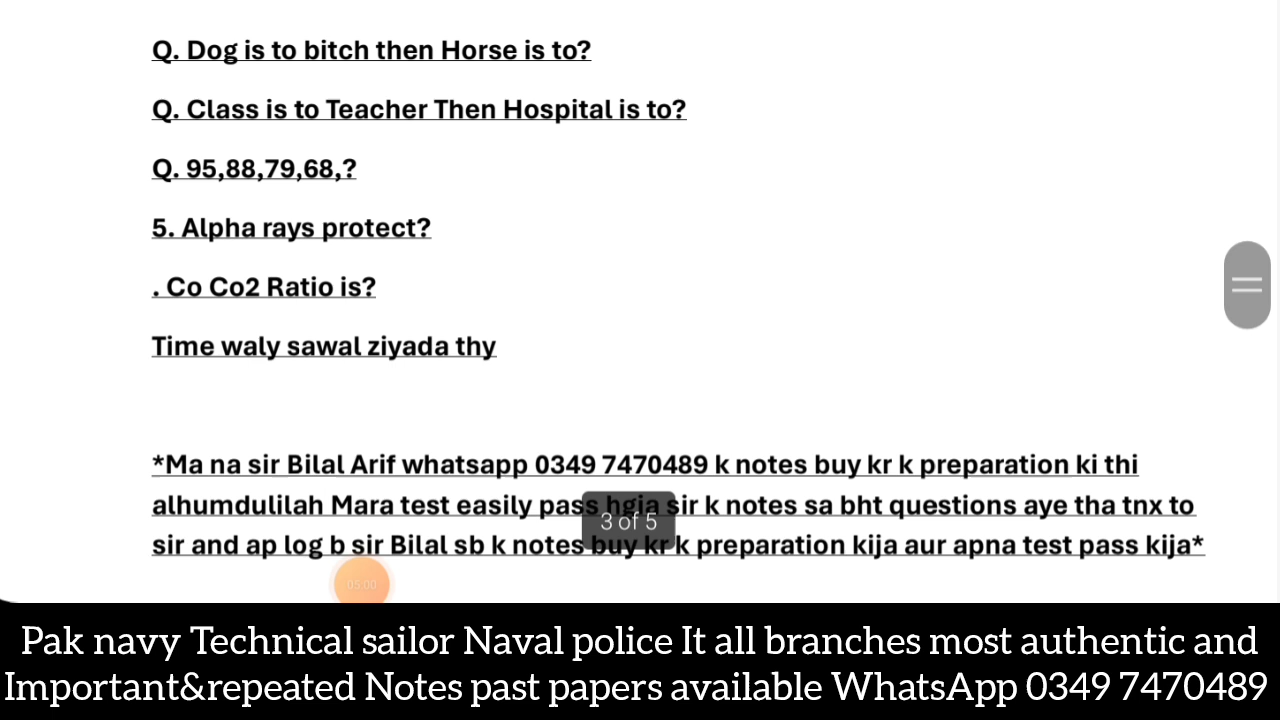 Q. Dog is to bitch then Horse is to?
Q. Class is to Teacher Then Hospital is to?
Q. 95,88,79,68,?
5. Alpha rays protect?
. Co Co2 Ratio is?
Time waly sawal ziyada thy
*Ma na sir Bilal Arif whatsapp 0349 7470489 k notes buy kr k preparation ki thi
alhumdulilah Mara test easily pass hgia sir k notes sa bht questions aye tha tnx to
3 of 5
sir and ap log b sir Bilal sb k notes buy kr k preparation kija aur apna test pass kija*
05:00
Pak navy Technical sailor Naval police It all branches most authentic and
Important&repeated Notes past papers available WhatsApp 0349 7470489